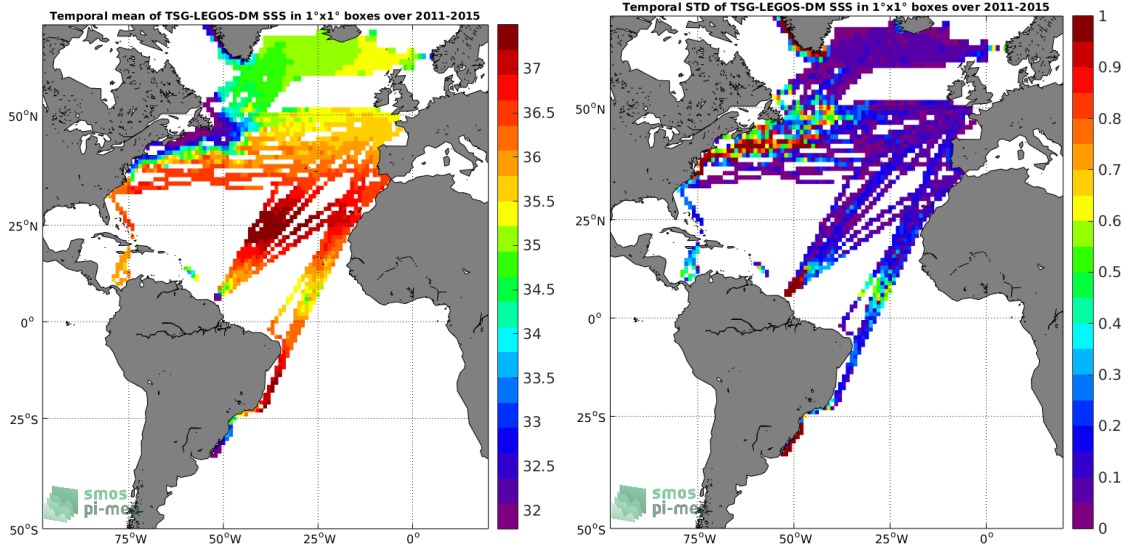 Temporal mean of TSG-LEGOS-DM SSS in 1°x1° boxes over 2011-2015
50°N
25°N
0°
25°S
50°S
75°W
50°W
25°W
0°
37
36.5
36
35.5
35
34.5
34
33.5
33
32.5
32
smos
pi-me
Temporal STD of TSG-LEGOS-DM SSS in 1°x1° boxes over 2011-2015
50°N
25°N
0°
25°S
50°S
75°W
50°W
25°W
0°
1
0.9
0.8
0.7
0.6
0.5
0.4
0.3
0.2
0.1
0
smos
pi-me